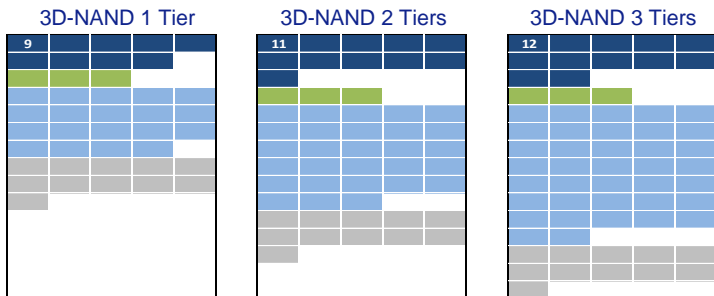 3D-NAND 1 Tier
9
3D-NAND 2 Tiers
11
3D-NAND 3 Tiers
12